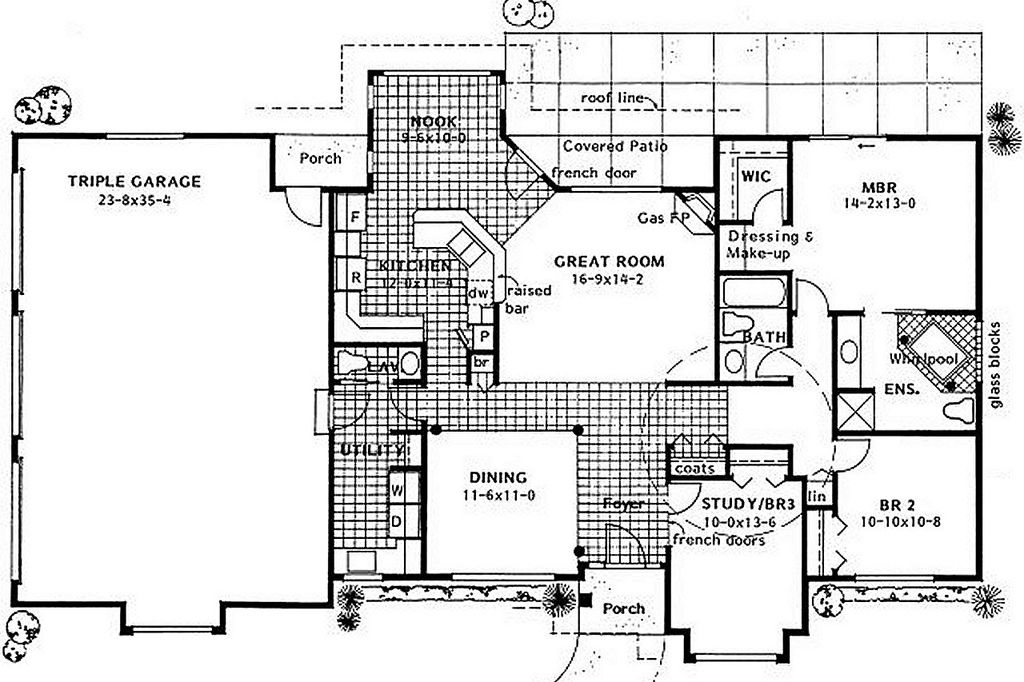 roof line
NOOK
9-6x10-0
Covered Patio
Porch
french door
WIC
TRIPLE GARAGE
23-8x35-4
MBR
14-2x13-0
F
Gas FP
Dressing &
Make-up
KITCHEN
12-0x11-4
R
GREAT ROOM
16-9x14-2
dw
raised
bar
P
BATH
Whirlpool
glass blocks
LAV
br
ENS.
UTILITY
DINING
11-6x11-0
coats
W
D
Foyer
STUDY/BR3
10-0x13-6
french doors
lin
BR 2
10-10x10-8
Porch